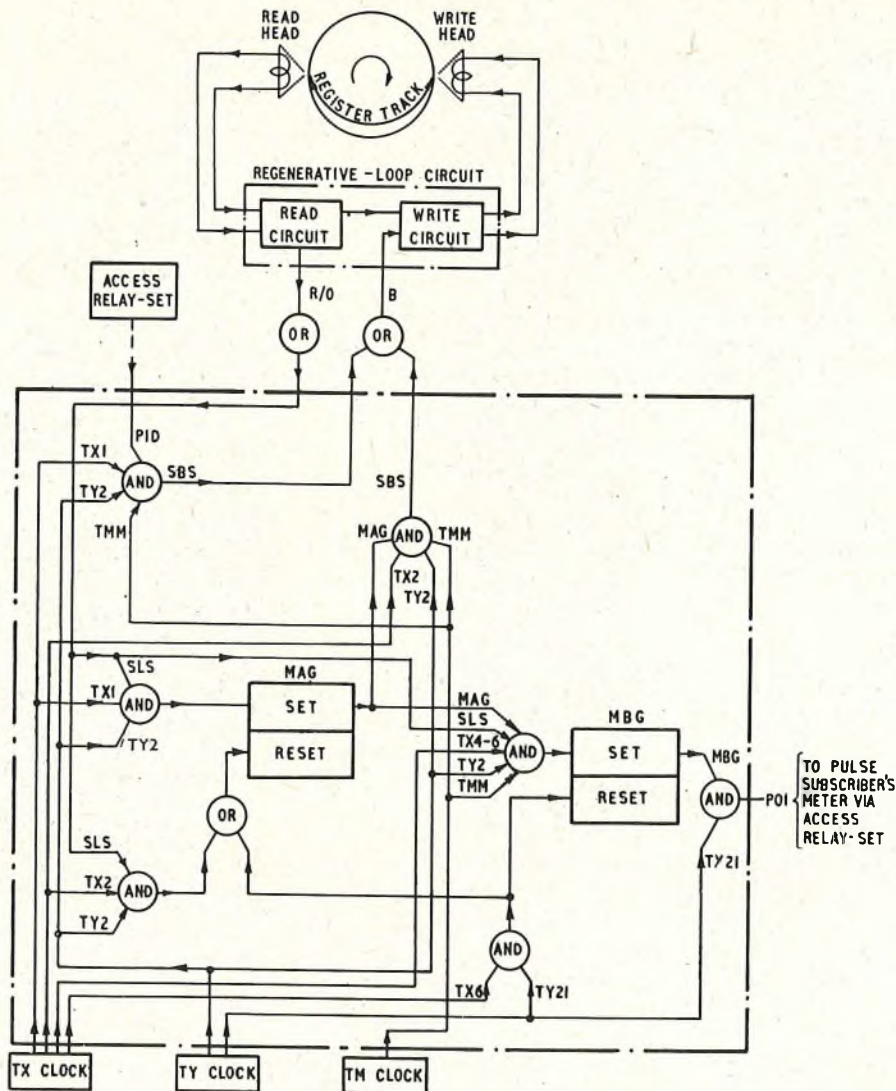 READ HEAD
WRITE HEAD
REGISTER TRACK
REGENERATIVE-LOOP CIRCUIT
READ CIRCUIT
WRITE CIRCUIT
ACCESS RELAY-SET
R/O
B
OR
OR
PID
TX1
TY2
AND
SBS
TMM
SBS
MAG
AND
TMM
TX2
TY2
SLS
TX1
AND
TY2
MAG
SET
RESET
MAG
SLS
TX4-6
TY2
TMM
AND
MBG
SET
RESET
MBG
AND
PO1
TO PULSE
SUBSCRIBER'S
METER VIA
ACCESS
RELAY-SET
TY21
OR
SLS
TX2
AND
TY2
AND
TX6
TY21
TX CLOCK
TY CLOCK
TM CLOCK